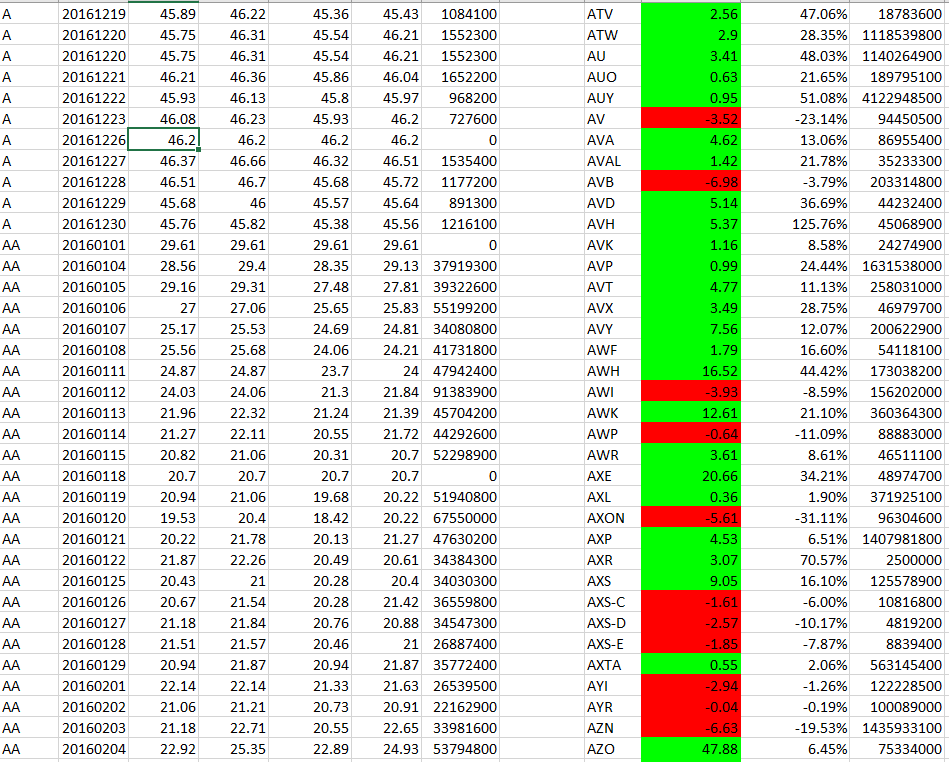 A 20161219 45.89 46.22 45.36 45.43 1084100 ATV 2.56 47.06% 18783600
A 20161220 45.75 46.31 45.54 46.21 1552300 ATW 2.9 28.35% 1118539800
A 20161220 45.75 46.31 45.54 46.21 1552300 AU 3.41 48.03% 1140264900
A 20161221 46.21 46.36 45.86 46.04 1652200 AUO 0.63 21.65% 189795100
A 20161222 45.93 46.13 45.8 45.97 968200 AUY 0.95 51.08% 4122948500
A 20161223 46.08 46.23 45.93 46.2 727600 AV -3.52 -23.14% 94450500
A 20161226 46.2 46.2 46.2 46.2 0 AVA 4.62 13.06% 86955400
A 20161227 46.37 46.66 46.32 46.51 1535400 AVAL 1.42 21.78% 35233300
A 20161228 46.51 46.7 45.68 45.72 1177200 AVB -6.98 -3.79% 203314800
A 20161229 45.68 46 45.57 45.64 891300 AVD 5.14 36.69% 44232400
A 20161230 45.76 45.82 45.38 45.56 1216100 AVH 5.37 125.76% 45068900
AA 20160101 29.61 29.61 29.61 29.61 0 AVK 1.16 8.58% 24274900
AA 20160104 28.56 29.4 28.35 29.13 37919300 AVP 0.99 24.44% 1631538000
AA 20160105 29.16 29.31 27.48 27.81 39322600 AVT 4.77 11.13% 258031000
AA 20160106 27 27.06 25.65 25.83 55199200 AVX 3.49 28.75% 46979700
AA 20160107 25.17 25.53 24.69 24.81 34080800 AVY 7.56 12.07% 200622900
AA 20160108 25.56 25.68 24.06 24.21 41731800 AWF 1.79 16.60% 54118100
AA 20160111 24.87 24.87 23.7 24 47942400 AWH 16.52 44.42% 173038200
AA 20160112 24.03 24.06 21.3 21.84 91383900 AWI -3.93 -8.59% 156202000
AA 20160113 21.96 22.32 21.24 21.39 45704200 AWK 12.61 21.10% 360364300
AA 20160114 21.27 22.11 20.55 21.72 44292600 AWP -0.64 -11.09% 88883000
AA 20160115 20.82 21.06 20.31 20.7 52298900 AWR 3.61 8.61% 46511100
AA 20160118 20.7 20.7 20.7 20.7 0 AXE 20.66 34.21% 48974700
AA 20160119 20.94 21.06 19.68 20.22 51940800 AXL 0.36 1.90% 371925100
AA 20160120 19.53 20.4 18.42 20.22 67550000 AXON -5.61 -31.11% 96304600
AA 20160121 20.22 21.78 20.13 21.27 47630200 AXP 4.53 6.51% 1407981800
AA 20160122 21.87 22.26 20.49 20.61 34384300 AXR 3.07 70.57% 2500000
AA 20160125 20.43 21 20.28 20.4 34030300 AXS 9.05 16.10% 125578900
AA 20160126 20.67 21.54 20.28 21.42 36559800 AXS-C -1.61 -6.00% 10816800
AA 20160127 21.18 21.84 20.76 20.88 34547300 AXS-D -2.57 -10.17% 4819200
AA 20160128 21.51 21.57 20.46 21 26887400 AXS-E -1.85 -7.87% 8839400
AA 20160129 20.94 21.87 20.94 21.87 35772400 AXTA 0.55 2.06% 563145400
AA 20160201 22.14 22.14 21.33 21.63 26539500 AYI -2.94 -1.26% 122228500
AA 20160202 21.06 21.21 20.73 20.91 22162900 AYR -0.04 -0.19% 100089000
AA 20160203 21.18 22.71 20.55 22.65 33981600 AZN -6.63 -19.53% 1435933100
AA 20160204 22.92 25.35 22.89 24.93 53794800 AZO 47.88 6.45% 75334000